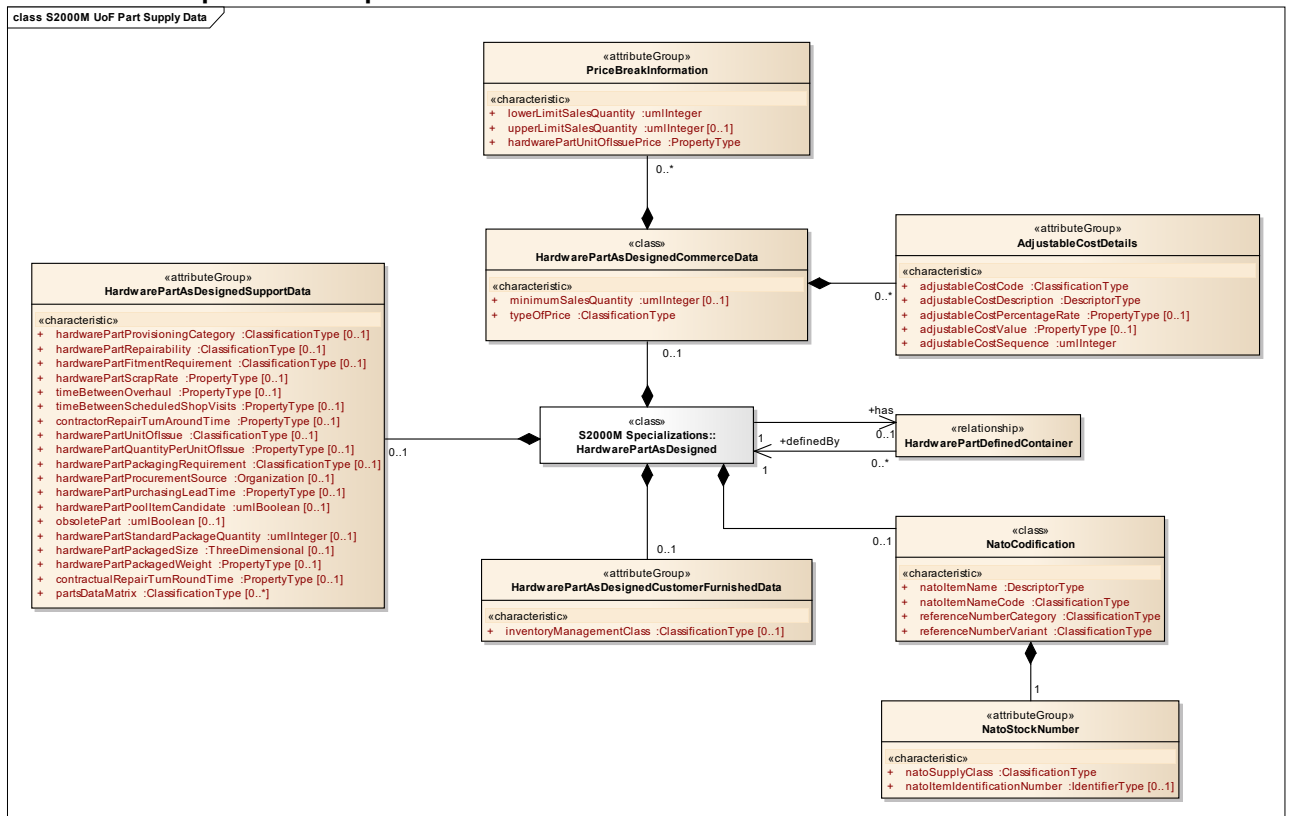 class S2000M UoF Part Supply Data
«attributeGroup»
PriceBreakInformation
«characteristic»
+ lowerLimitSalesQuantity :umlInteger
+ upperLimitSalesQuantity :umlInteger [0..1]
+ hardwarePartUnitOfIssuePrice :PropertyType
0..*
«class»
HardwarePartAsDesignedCommerceData
«characteristic»
+ minimumSalesQuantity :umlInteger [0..1]
+ typeOfPrice :ClassificationType
0..1
«attributeGroup»
AdjustableCostDetails
«characteristic»
+ adjustableCostCode :ClassificationType
+ adjustableCostDescription :DescriptorType
+ adjustableCostPercentageRate :PropertyType [0..1]
+ adjustableCostValue :PropertyType [0..1]
+ adjustableCostSequence :umlInteger
0..*
«attributeGroup»
HardwarePartAsDesignedSupportData
«characteristic»
+ hardwarePartProvisioningCategory :ClassificationType [0..1]
+ hardwarePartRepairability :ClassificationType [0..1]
+ hardwarePartFitmentRequirement :ClassificationType [0..1]
+ hardwarePartScrapRate :PropertyType [0..1]
+ timeBetweenOverhaul :PropertyType [0..1]
+ timeBetweenScheduledShopVisits :PropertyType [0..1]
+ contractorRepairTurnAroundTime :PropertyType [0..1]
+ hardwarePartUnitOfIssue :ClassificationType [0..1]
+ hardwarePartQuantityPerUnitOfIssue :PropertyType [0..1]
+ hardwarePartPackagingRequirement :ClassificationType [0..1]
+ hardwarePartProcurementSource :Organization [0..1]
+ hardwarePartPurchasingLeadTime :PropertyType [0..1]
+ hardwarePartPoolItemCandidate :umlBoolean [0..1]
+ obsoletePart :umlBoolean [0..1]
+ hardwarePartStandardPackageQuantity :umlInteger [0..1]
+ hardwarePartPackagedSize :ThreeDimensional [0..1]
+ hardwarePartPackagedWeight :PropertyType [0..1]
+ contractualRepairTurnRoundTime :PropertyType [0..1]
+ partsDataMatrix :ClassificationType [0..*]
0..1
«class»
S2000M Specializations::
HardwarePartAsDesigned
+has
1
0..1
+definedBy
1
0..*
«relationship»
HardwarePartDefinedContainer
0..1
«attributeGroup»
HardwarePartAsDesignedCustomerFurnishedData
«characteristic»
+ inventoryManagementClass :ClassificationType [0..1]
0..1
«class»
NatoCodification
«characteristic»
+ natoItemName :DescriptorType
+ natoItemNameCode :ClassificationType
+ referenceNumberCategory :ClassificationType
+ referenceNumberVariant :ClassificationType
1
«attributeGroup»
NatoStockNumber
«characteristic»
+ natoSupplyClass :ClassificationType
+ natoItemIdentificationNumber :IdentifierType [0..1]